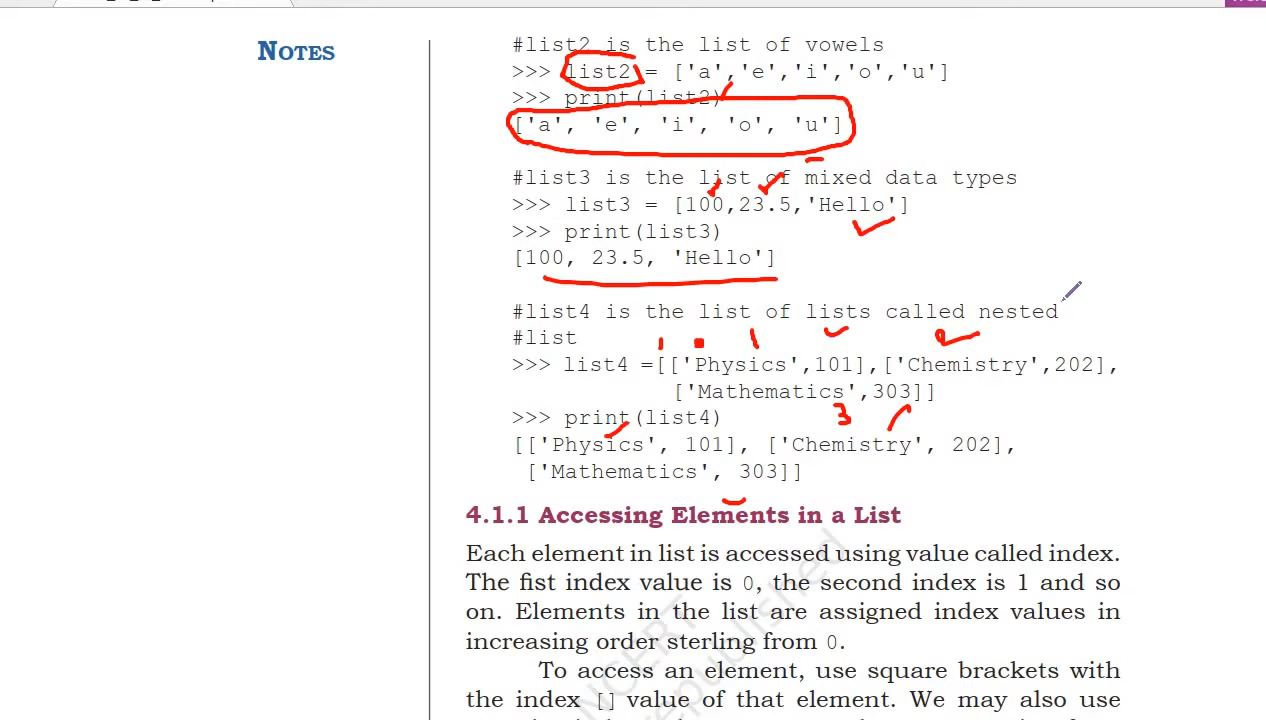 NOTES
#list2 is the list of vowels
>>> list2 = ['a','e','i','o','u']
>>> print(list2)
['a', 'e', 'i', 'o', 'u']
#list3 is the list of mixed data types
>>> list3 = [100,23.5,'Hello']
>>> print(list3)
[100, 23.5, 'Hello']
#list4 is the list of lists called nested
#list
>>> list4 =[['Physics',101],['Chemistry',202],
['Mathematics',303]]
>>> print(list4)
[['Physics', 101], ['Chemistry', 202],
['Mathematics', 303]]
4.1.1 Accessing Elements in a List
Each element in list is accessed using value called index.
The fist index value is 0, the second index is 1 and so
on. Elements in the list are assigned index values in
increasing order sterling from 0.
To access an element, use square brackets with
the index [] value of that element. We may also use
NCERT
republished